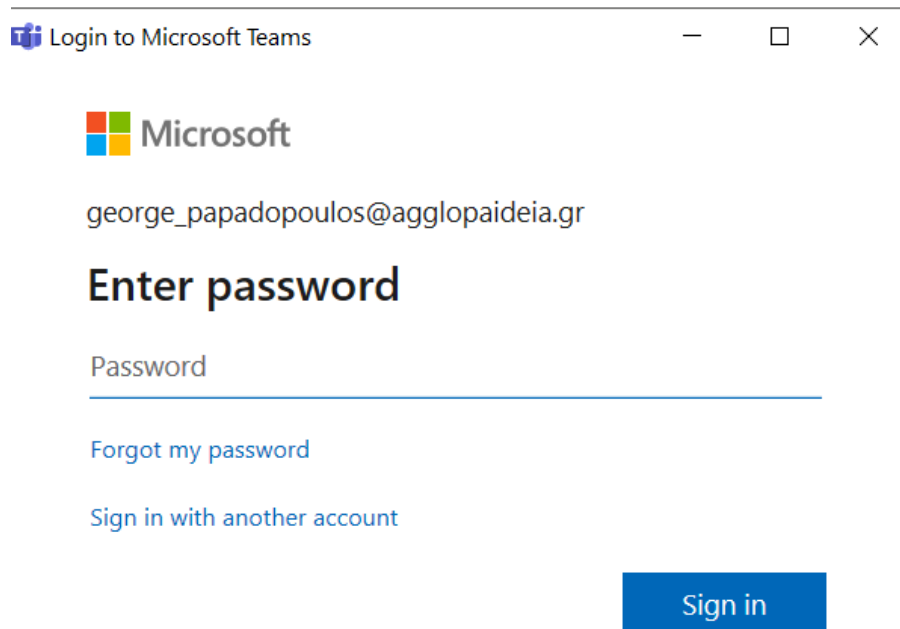 Login to Microsoft Teams
Microsoft
george_papadopoulos@agglopaideia.gr
Enter password
Password
Forgot my password
Sign in with another account
Sign in